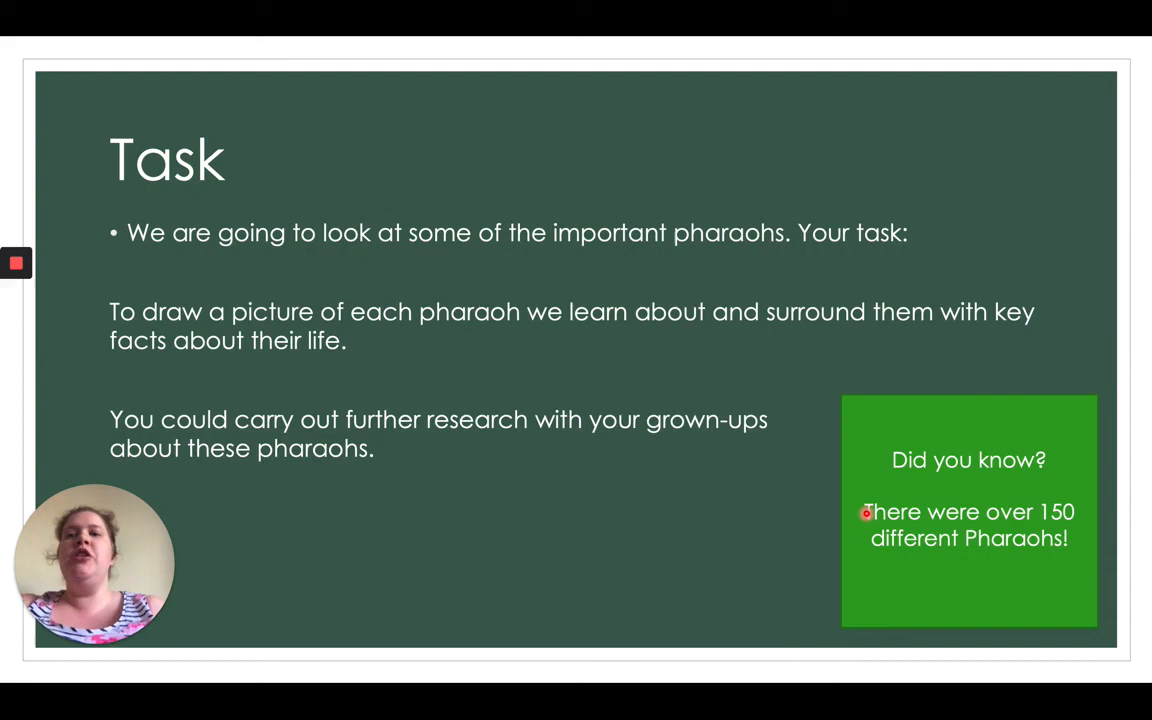 Task
• We are going to look at some of the important pharaohs. Your task:
To draw a picture of each pharaoh we learn about and surround them with key
facts about their life.
You could carry out further research with your grown-ups
about these pharaohs.
Did you know?
There were over 150
different Pharaohs!